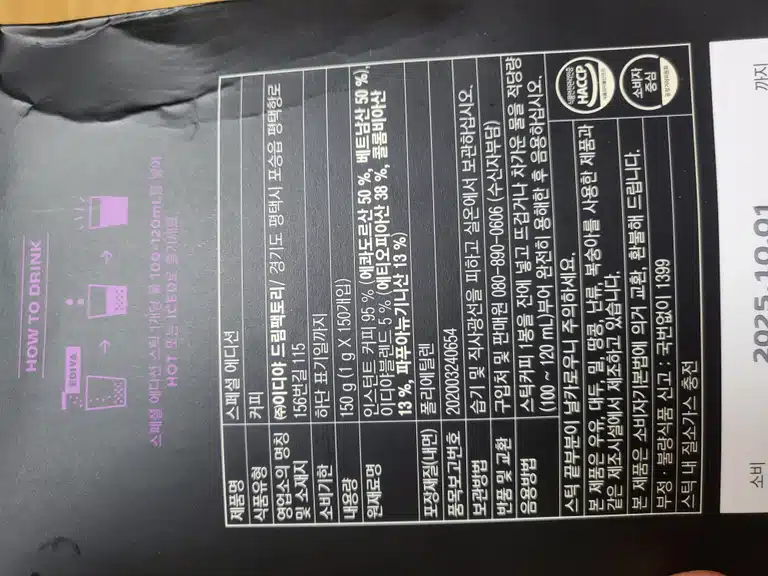 HOW TO DRINK
EDIYA
스페셜 에디션 스틱 1개당 물 100~120mL를 넣어
HOT 또는 ICED로 즐기세요.
제품명 스페셜 에디션
식품유형 커피
영업소의 명칭 및 소재지 ㈜이디야 드림팩토리/ 경기도 평택시 포승읍 평택항로
156번길 115
소비기한 하단 표기일까지
내용량 150 g (1 g X 150개입)
원재료명 인스턴트 커피 95 % (에콰도르산 50 %, 베트남산 50 %),
이디야블렌드 5 % (에티오피아산 38 %, 콜롬비아산
13 %, 파푸아뉴기니산 13 %)
포장재질(내면) 폴리에틸렌
품목보고번호 202003240654
보관방법 습기 및 직사광선을 피하고 실온에서 보관하십시오.
반품 및 교환 구입처 및 판매원 080-890-0606 (수신자부담)
음용방법 스틱커피 1봉을 잔에 넣고 뜨겁거나 차가운 물을 적당량
(100 ~ 120 mL)부어 완전히 용해한 후 음용하십시오.
스틱 끝부분이 날카로우니 주의하세요.
본 제품은 우유, 대두, 밀, 땅콩, 난류, 복숭아를 사용한 제품과
같은 제조시설에서 제조하고 있습니다.
본 제품은 소비자기본법에 의거 교환, 환불해 드립니다.
부정 · 불량식품 신고 : 국번없이 1399
스틱 내 질소가스 충전
HACCP
소비자
중심
소비
2025.10.01
까지